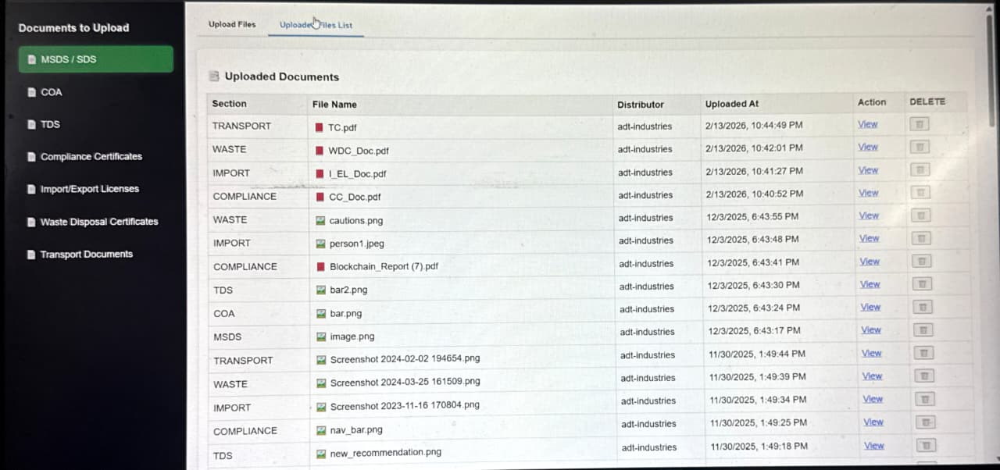 Documents to Upload
MSDS / SDS
COA
TDS
Compliance Certificates
Import/Export Licenses
Waste Disposal Certificates
Transport Documents
Upload Files Uploaded Files List
Uploaded Documents
Section File Name Distributor Uploaded At Action DELETE
TRANSPORT TC.pdf adt-industries 2/13/2026, 10:44:49 PM View
WASTE WDC_Doc.pdf adt-industries 2/13/2026, 10:42:01 PM View
IMPORT I_EL_Doc.pdf adt-industries 2/13/2026, 10:41:27 PM View
COMPLIANCE CC_Doc.pdf adt-industries 2/13/2026, 10:40:52 PM View
WASTE cautions.png adt-industries 12/3/2025, 6:43:55 PM View
IMPORT person1.jpeg adt-industries 12/3/2025, 6:43:48 PM View
COMPLIANCE Blockchain_Report (7).pdf adt-industries 12/3/2025, 6:43:41 PM View
TDS bar2.png adt-industries 12/3/2025, 6:43:30 PM View
COA bar.png adt-industries 12/3/2025, 6:43:24 PM View
MSDS image.png adt-industries 12/3/2025, 6:43:17 PM View
TRANSPORT Screenshot 2024-02-02 194654.png adt-industries 11/30/2025, 1:49:44 PM View
WASTE Screenshot 2024-03-25 161509.png adt-industries 11/30/2025, 1:49:39 PM View
IMPORT Screenshot 2023-11-16 170804.png adt-industries 11/30/2025, 1:49:34 PM View
COMPLIANCE nav_bar.png adt-industries 11/30/2025, 1:49:25 PM View
TDS new_recommendation.png adt-industries 11/30/2025, 1:49:18 PM View